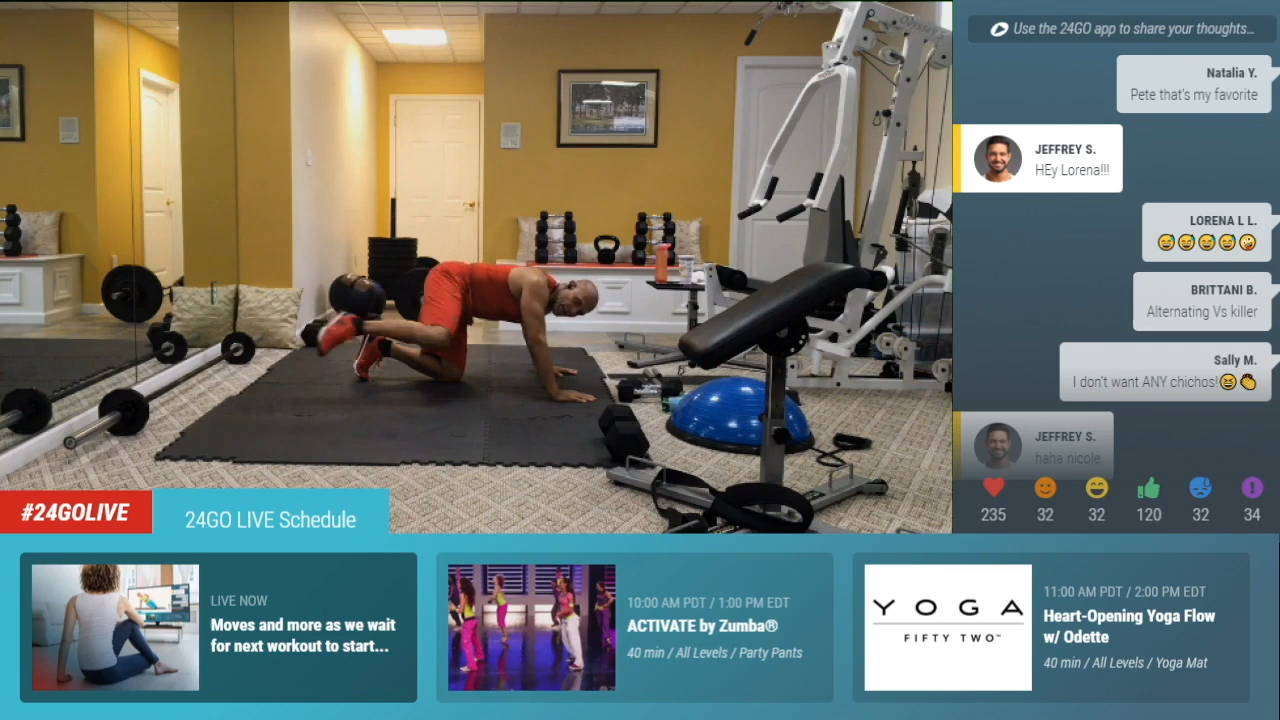 Use the 24GO app to share your thoughts...
Natalia Y.
Pete that's my favorite
JEFFREY S.
HEy Lorena!!!
LORENA L L.
😅😅😅😅🤪
BRITTANI B.
Alternating Vs killer
Sally M.
I don't want ANY chichos!😆👏
JEFFREY S.
haha nicole
235 32 32 120 32 34
#24GOLIVE
24GO LIVE Schedule
LIVE NOW
Moves and more as we wait
for next workout to start...
10:00 AM PDT / 1:00 PM EDT
ACTIVATE by Zumba®
40 min / All Levels / Party Pants
YOGA
FIFTY TWO™
11:00 AM PDT / 2:00 PM EDT
Heart-Opening Yoga Flow
w/ Odette
40 min / All Levels / Yoga Mat